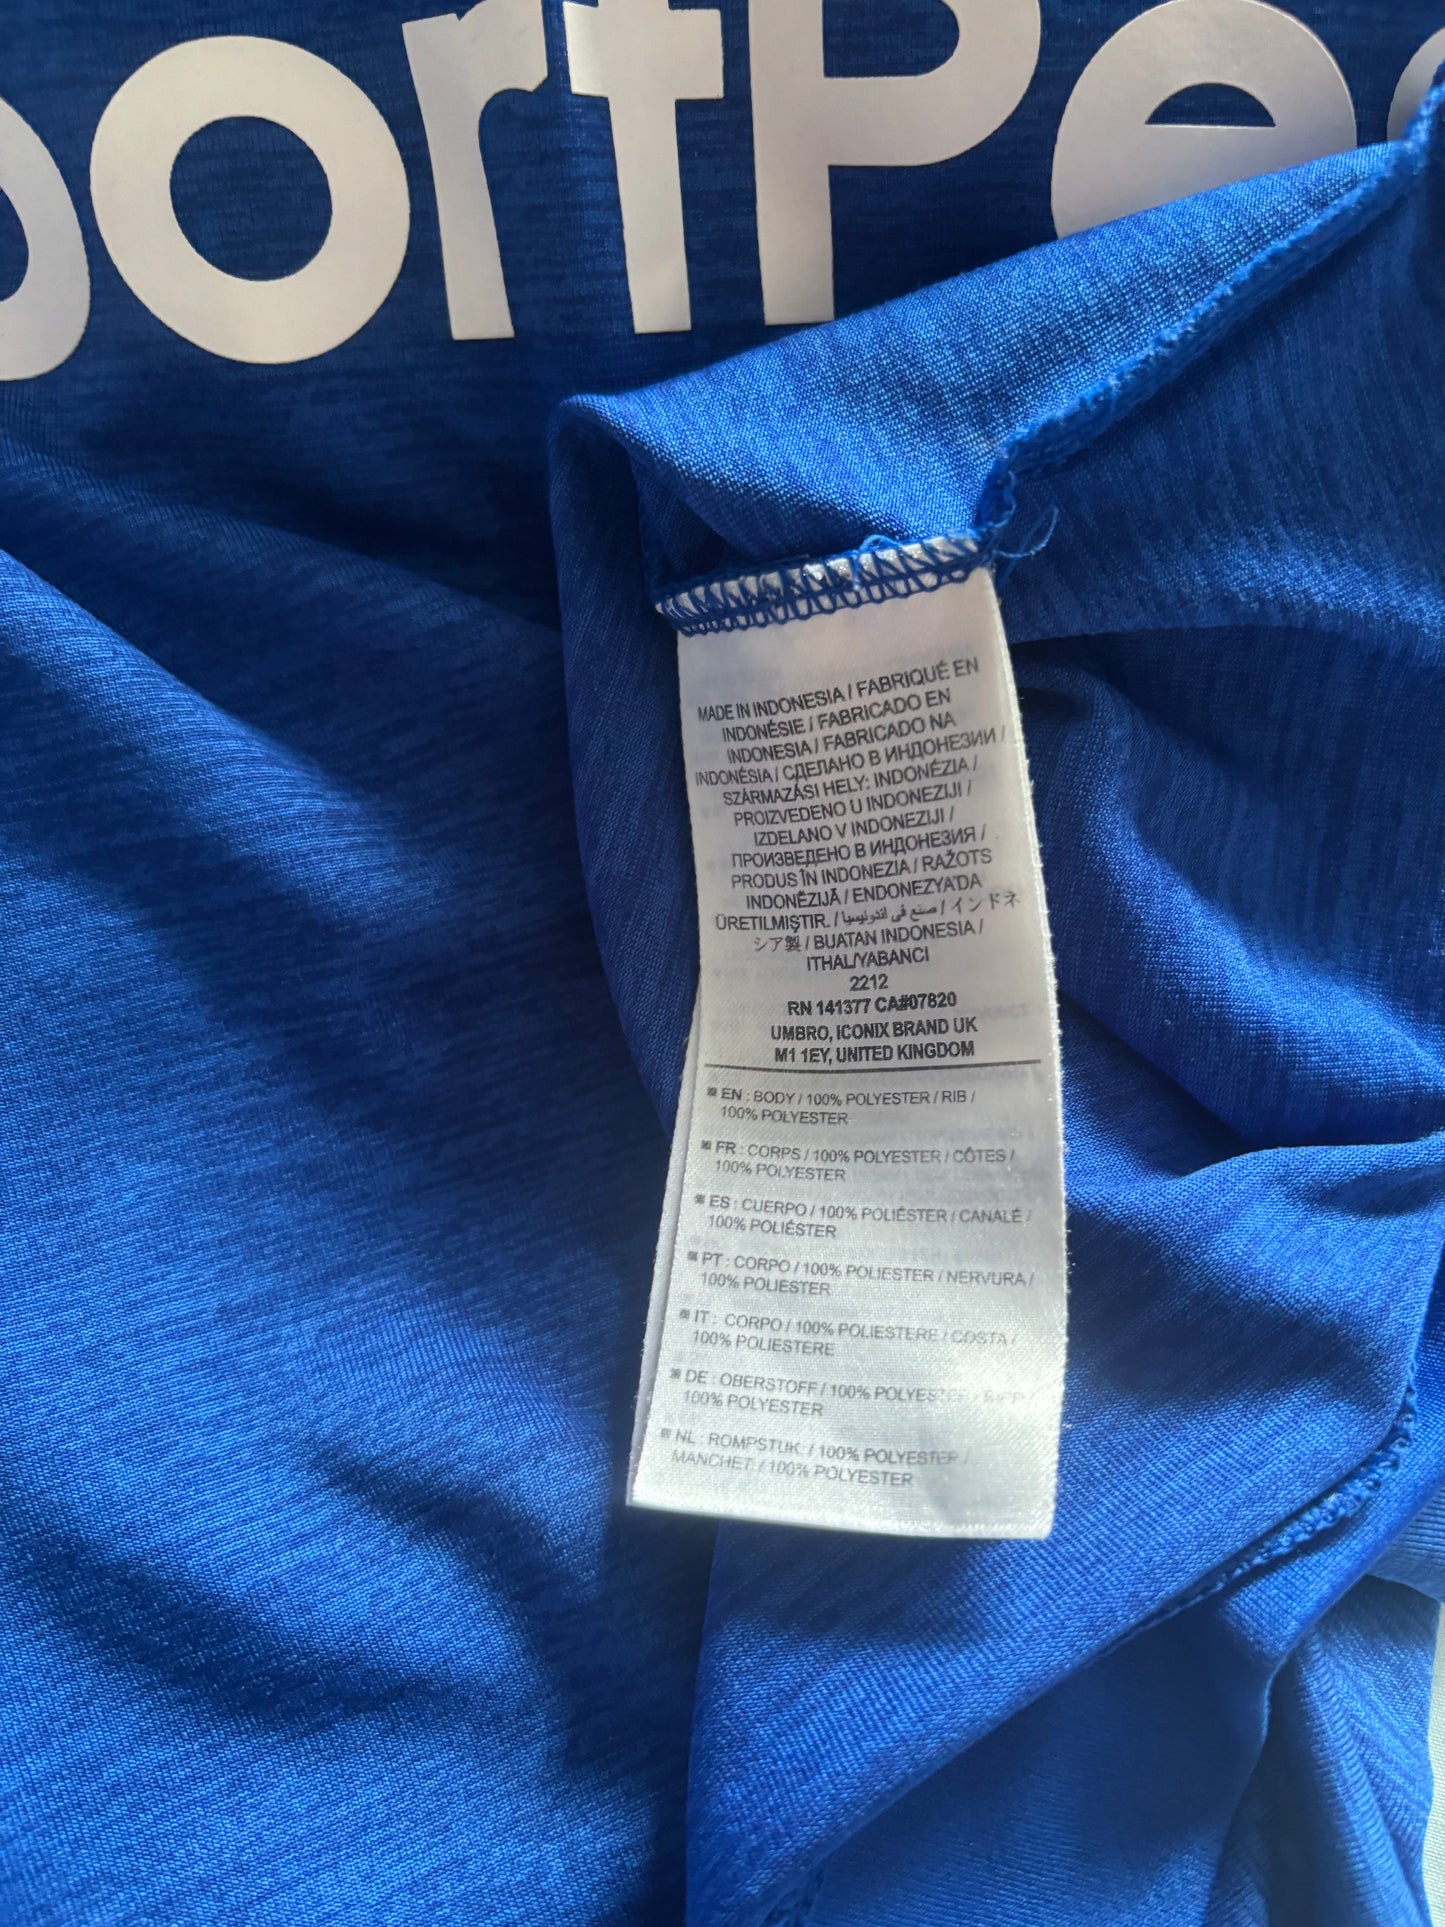 portPe
MADE IN INDONESIA / FABRIQUÉ EN
INDONÉSIE / FABRICADO EN
INDONESIA / FABRICADO NA
INDONÉSIA / СДЕЛАНО В ИНДОНЕЗИИ /
SZÁRMAZÁSI HELY: INDONÉZIA /
PROIZVEDENO U INDONEZIJI /
IZDELANO V INDONEZIJI /
ПРОИЗВЕДЕНО В ИНДОНЕЗИЯ /
PRODUS ÎN INDONEZIA / RAŽOTS
INDONĒZIJĀ / ENDONEZYA'DA
ÜRETILMIŞTIR. / صنع في اندونيسيا / インドネ
シア製 / BUATAN INDONESIA /
ITHAL/YABANCI
2212
RN 141377 CA#07820
UMBRO, ICONIX BRAND UK
M1 1EY, UNITED KINGDOM
※ EN : BODY / 100% POLYESTER / RIB /
100% POLYESTER
※ FR : CORPS / 100% POLYESTER / CÔTES /
100% POLYESTER
※ ES : CUERPO / 100% POLIÉSTER / CANALÉ /
100% POLIÉSTER
※ PT : CORPO / 100% POLIESTER / NERVURA /
100% POLIESTER
※ IT : CORPO / 100% POLIESTERE / COSTA /
100% POLIESTERE
※ DE : OBERSTOFF / 100% POLYESTER / RIPP /
100% POLYESTER
※ NL : ROMPSTUK: / 100% POLYESTER /
MANCHET: / 100% POLYESTER